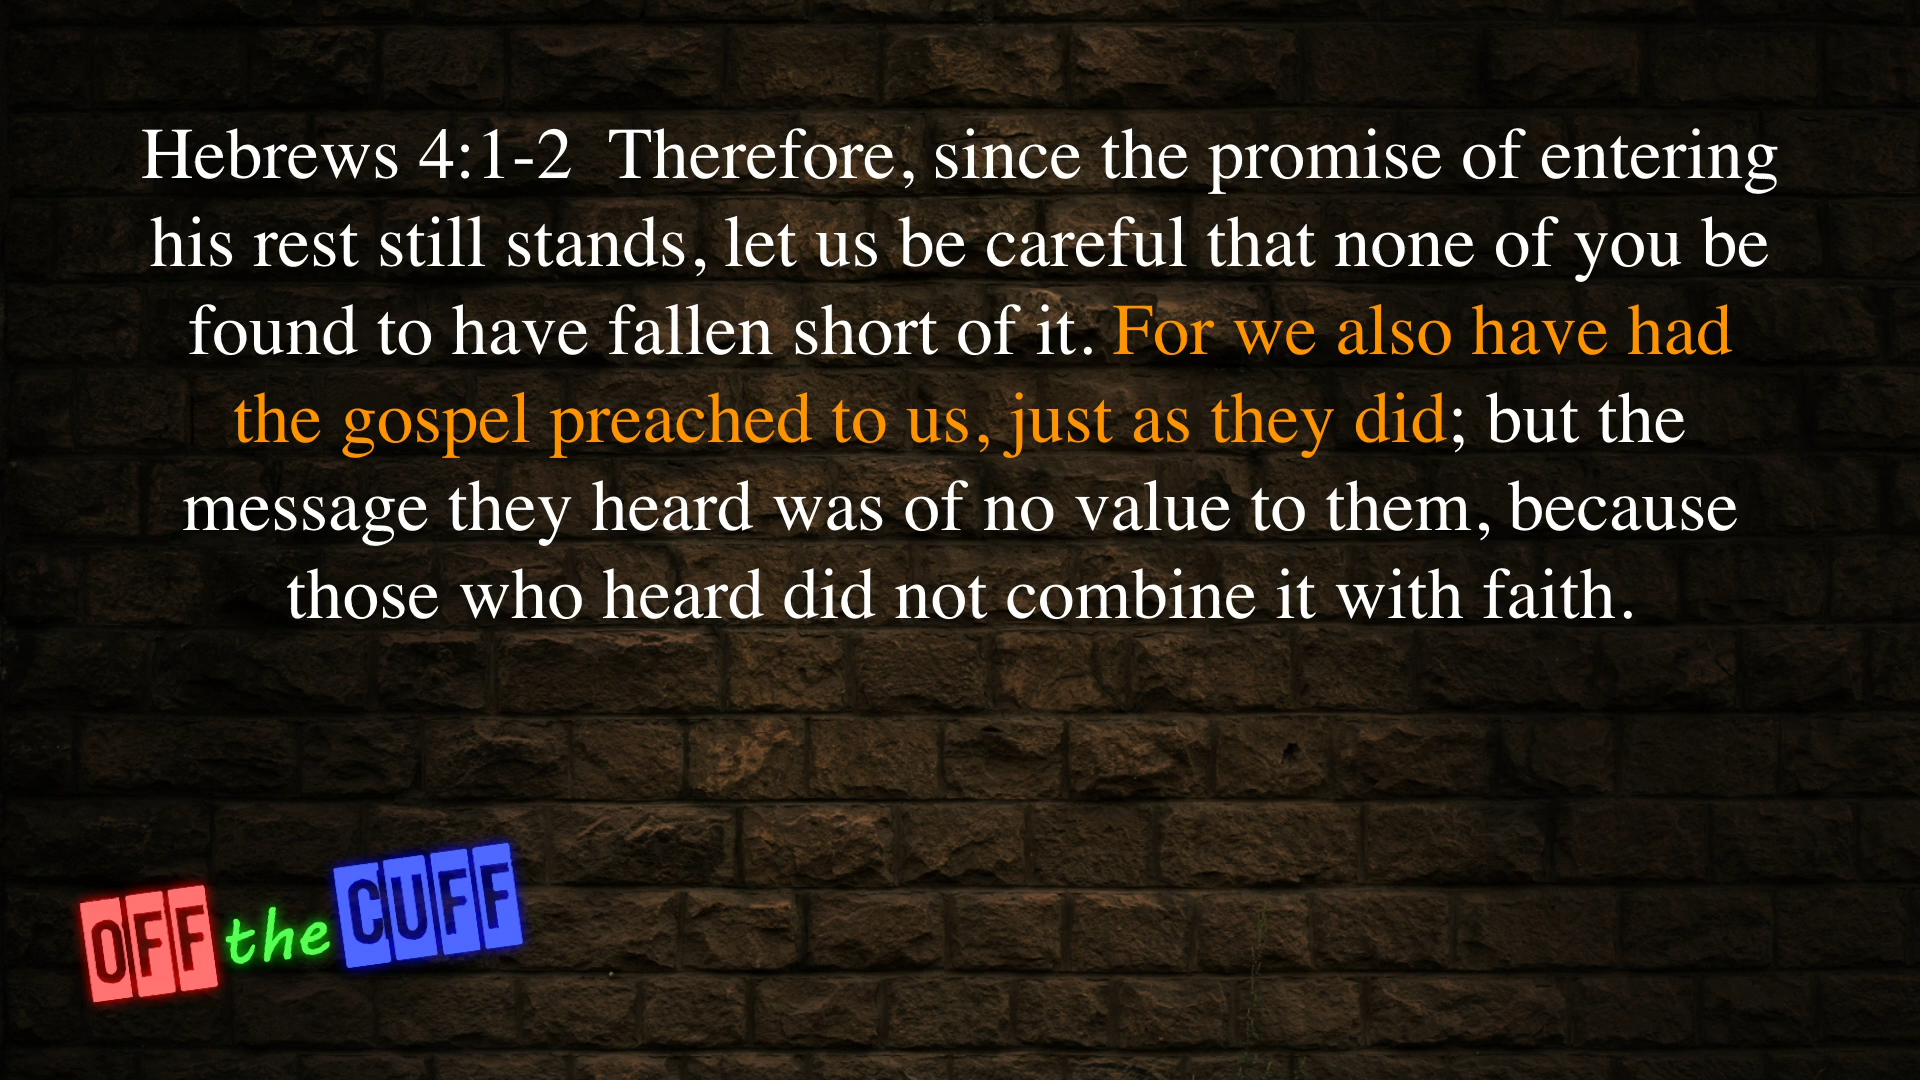 Hebrews 4:1-2  Therefore, since the promise of entering
his rest still stands, let us be careful that none of you be
found to have fallen short of it. For we also have had
the gospel preached to us, just as they did; but the
message they heard was of no value to them, because
those who heard did not combine it with faith.
OFF the CUFF